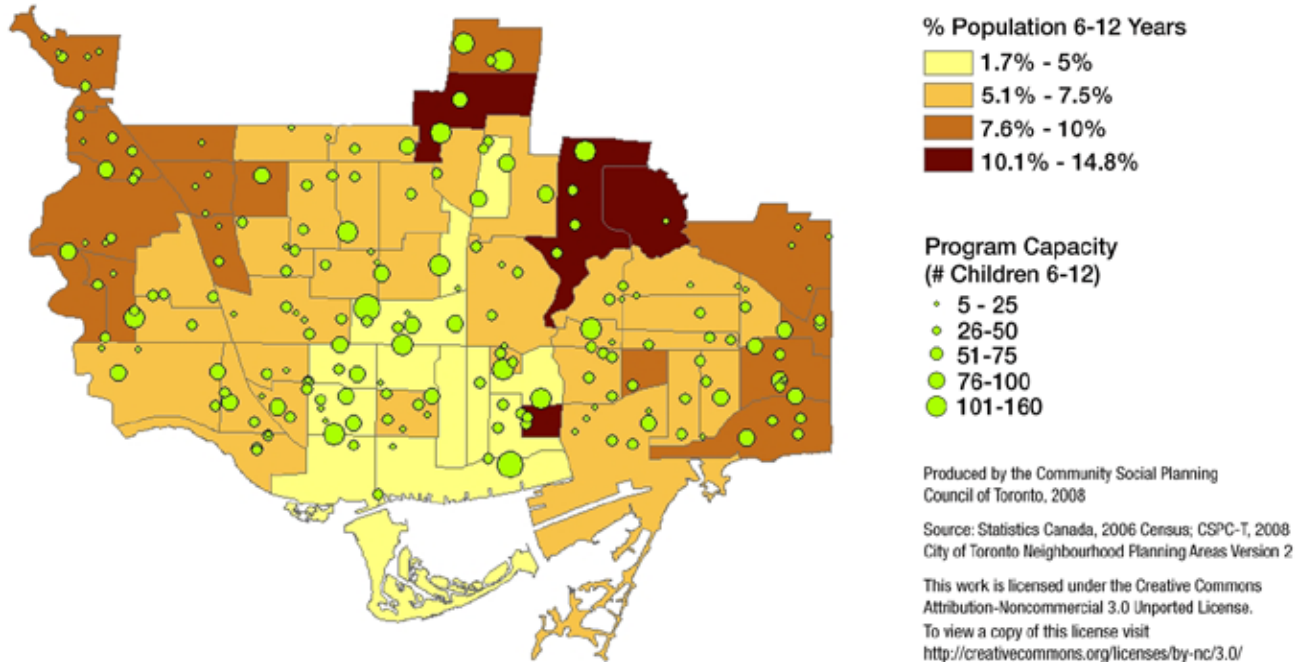 % Population 6-12 Years
1.7% - 5%
5.1% - 7.5%
7.6% - 10%
10.1% - 14.8%
Program Capacity
(# Children 6-12)
5 - 25
26-50
51-75
76-100
101-160
Produced by the Community Social Planning
Council of Toronto, 2008
Source: Statistics Canada, 2006 Census; CSPC-T, 2008
City of Toronto Neighbourhood Planning Areas Version 2
This work is licensed under the Creative Commons
Attribution-Noncommercial 3.0 Unported License.
To view a copy of this license visit
http://creativecommons.org/licenses/by-nc/3.0/